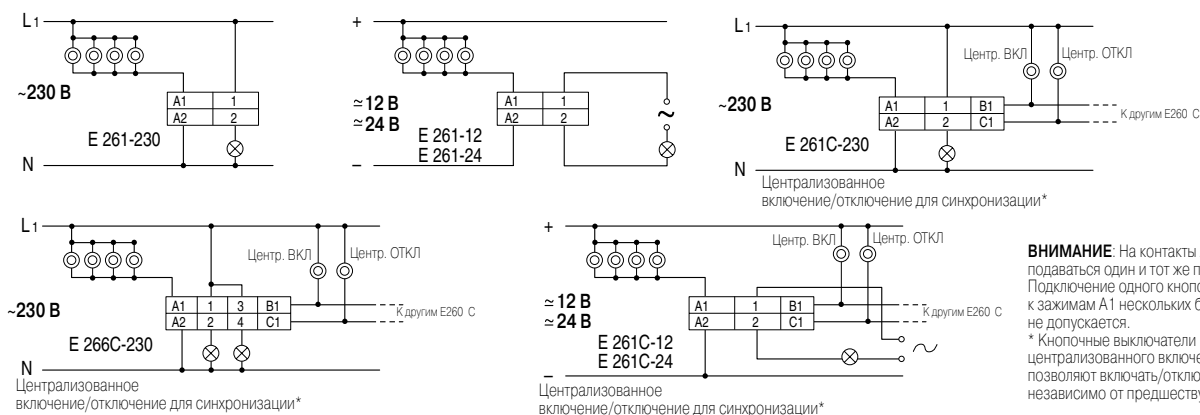 L1
~230 В
A1 1
A2 2
E 261-230
N
+
≃12 В
≃24 В
A1 1
A2 2
E 261-12
E 261-24
~
–
L1
Центр. ВКЛ
Центр. ОТКЛ
~230 В
A1 1 B1
A2 2 C1
К другим E260 C
E 261C-230
N
Централизованное
включение/отключение для синхронизации*
L1
Центр. ВКЛ
Центр. ОТКЛ
~230 В
A1 1 3 B1
A2 2 4 C1
К другим E260 C
E 266C-230
N
Централизованное
включение/отключение для синхронизации*
+
Центр. ВКЛ
Центр. ОТКЛ
≃ 12 В
≃ 24 В
A1 1 B1
A2 2 C1
К другим E260 C
E 261C-12
E 261C-24
–
Централизованное
включение/отключение для синхронизации*
ВНИМАНИЕ: На контакты
подаваться один и тот же
Подключение одного
к зажимам A1 нескольких
не допускается.
* Кнопочные выключатели
централизованного
позволяют
независимо от